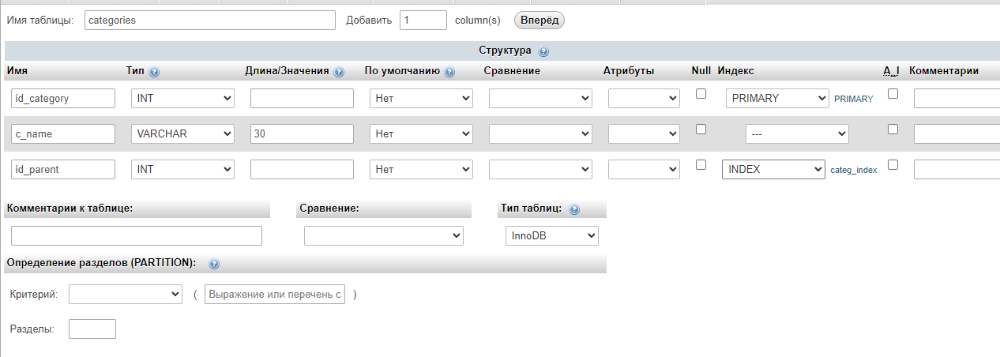 Имя таблицы: categories Добавить 1 column(s) Вперёд
Структура
Имя Тип Длина/Значения По умолчанию Сравнение Атрибуты Null Индекс A_I Комментарии
id_category INT Нет PRIMARY PRIMARY
c_name VARCHAR 30 Нет ---
id_parent INT Нет INDEX categ_index
Комментарии к таблице: Сравнение: Тип таблиц:
InnoDB
Определение разделов (PARTITION):
Критерий: ( Выражение или перечень с )
Разделы: